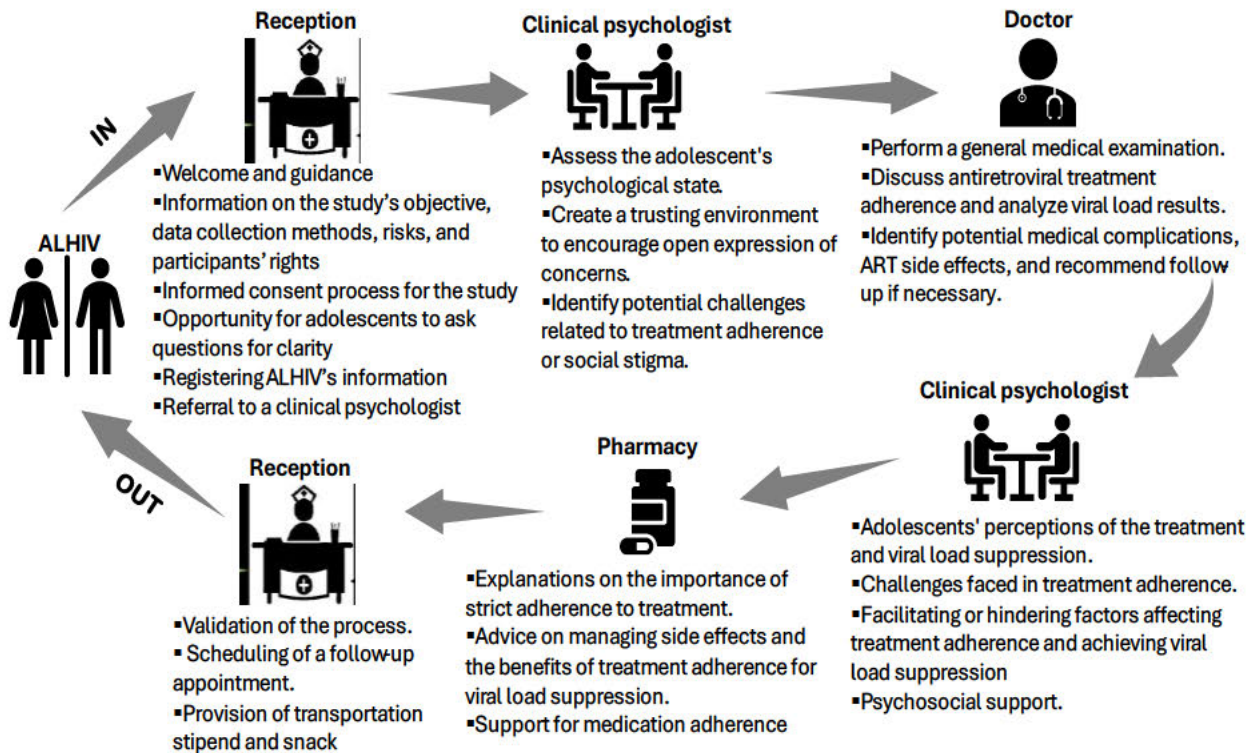 Reception
▪Welcome and guidance
▪Information on the study's objective,
data collection methods, risks, and
participants' rights
▪Informed consent process for the study
▪Opportunity for adolescents to ask
questions for clarity
▪Registering ALHIV's information
▪Referral to a clinical psychologist
Clinical psychologist
▪Assess the adolescent's
psychological state.
▪Create a trusting environment
to encourage open expression of
concerns.
▪Identify potential challenges
related to treatment adherence
or social stigma.
Doctor
▪Perform a general medical examination.
▪Discuss antiretroviral treatment
adherence and analyze viral load results.
▪Identify potential medical complications,
ART side effects, and recommend follow-
up if necessary.
IN
ALHIV
OUT
Clinical psychologist
▪Adolescents' perceptions of the treatment
and viral load suppression.
▪Challenges faced in treatment adherence.
▪Facilitating or hindering factors affecting
treatment adherence and achieving viral
load suppression
▪Psychosocial support.
Pharmacy
▪Explanations on the importance of
strict adherence to treatment.
▪Advice on managing side effects and
the benefits of treatment adherence for
viral load suppression.
▪Support for medication adherence
Reception
▪Validation of the process.
▪ Scheduling of a follow-up
appointment.
▪Provision of transportation
stipend and snack